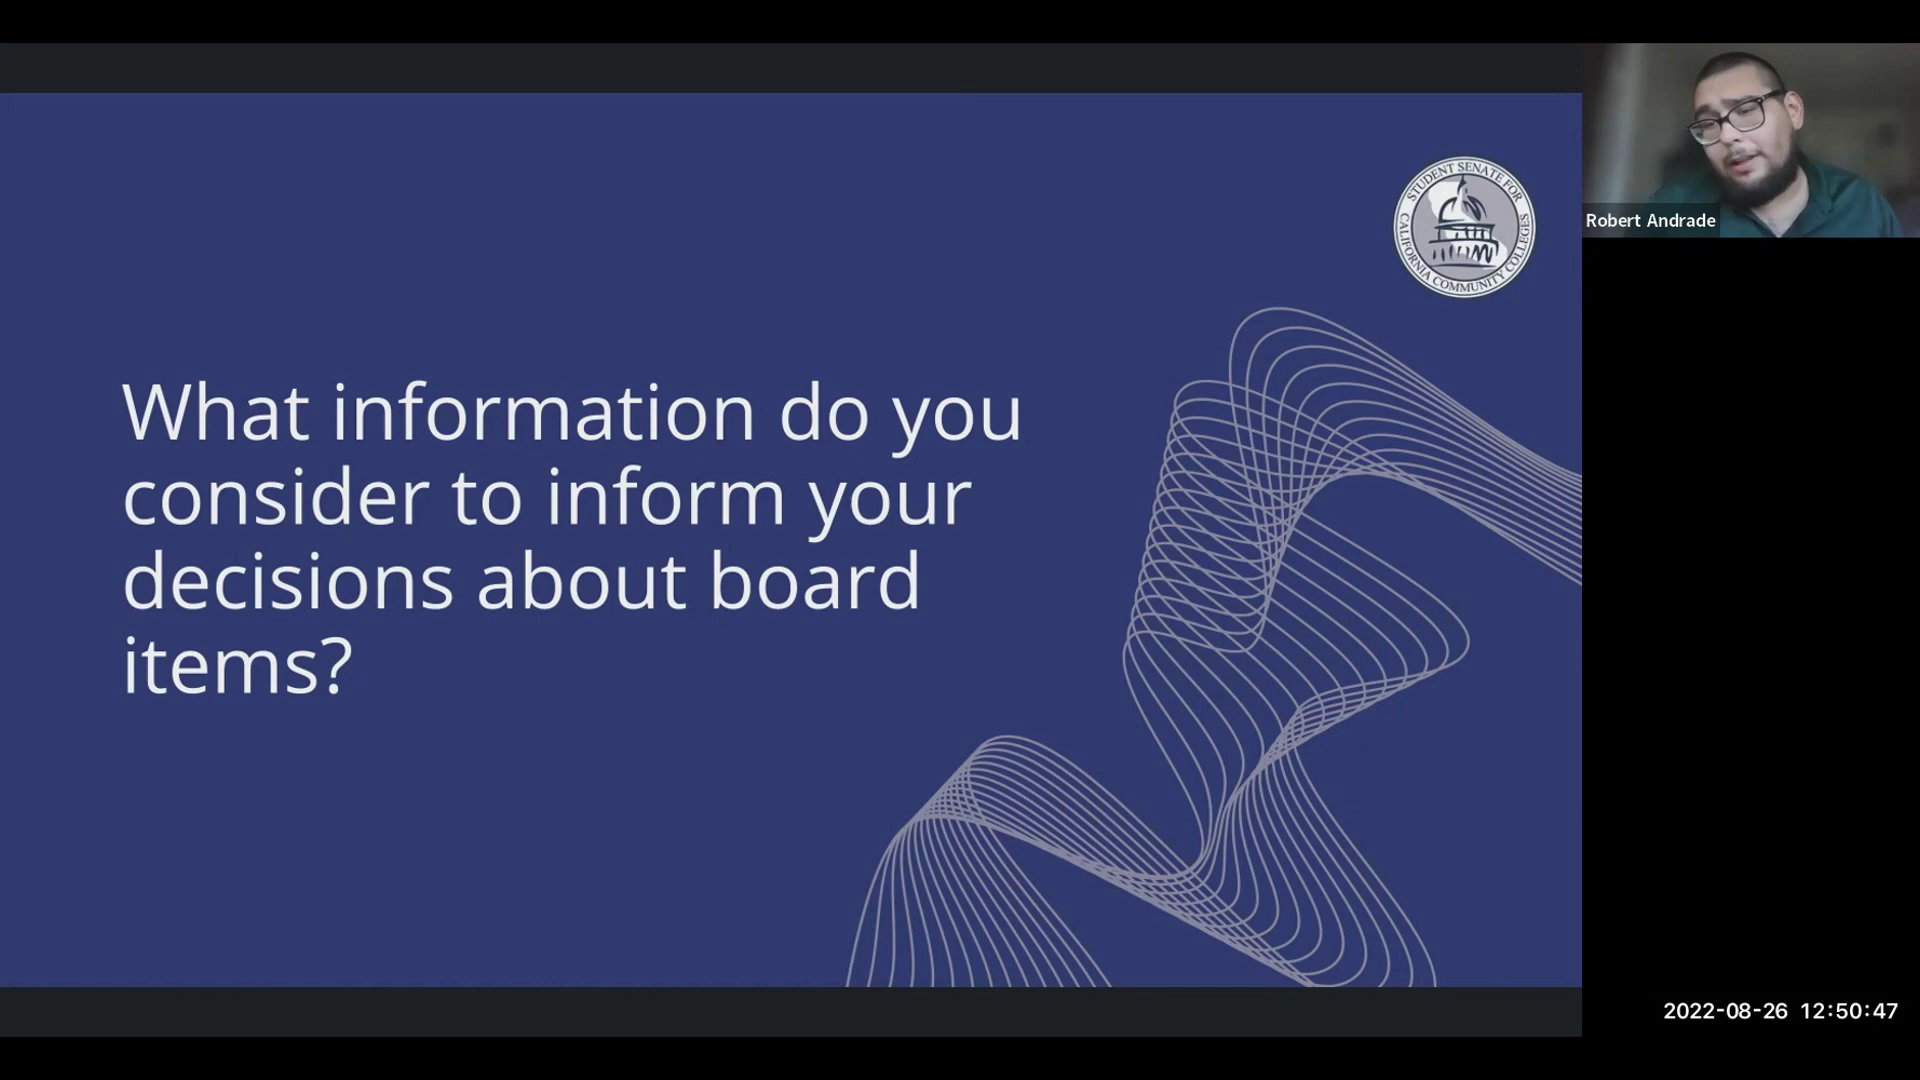 STUDENT SENATE FOR
CALIFORNIA COMMUNITY COLLEGES
Robert Andrade
What information do you
consider to inform your
decisions about board
items?
2022-08-26 12:50:47